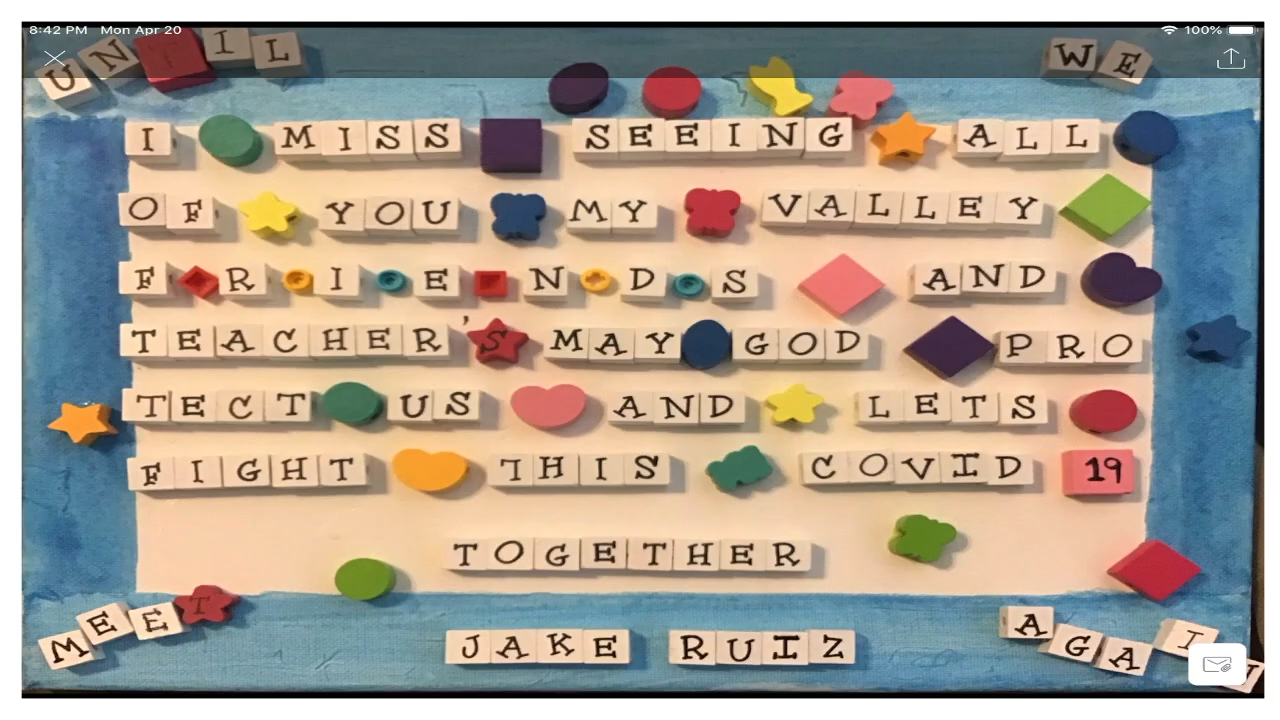 8:42 PM Mon Apr 20 100%
UNTIL WE
I MISS SEEING ALL
OF YOU MY VALLEY
FRIENDS AND
TEACHER'S MAY GOD PRO
TECT US AND LETS
FIGHT THIS COVID 19
TOGETHER
MEET AGAI
JAKE RUIZ